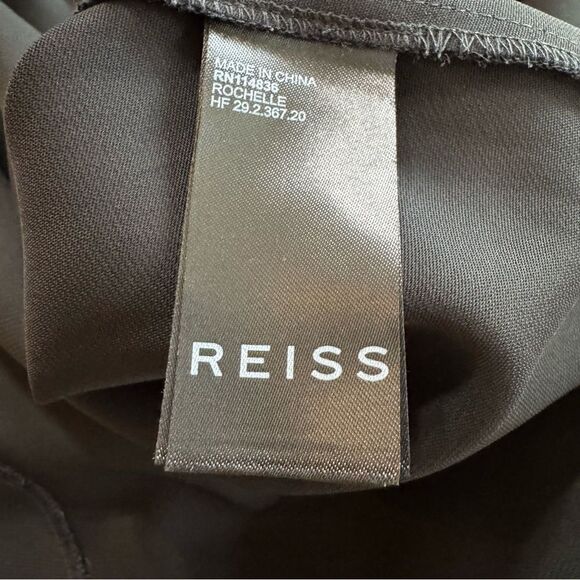 MADE IN CHINA
RN114836
ROCHELLE
HF 29.2.367.20
REISS